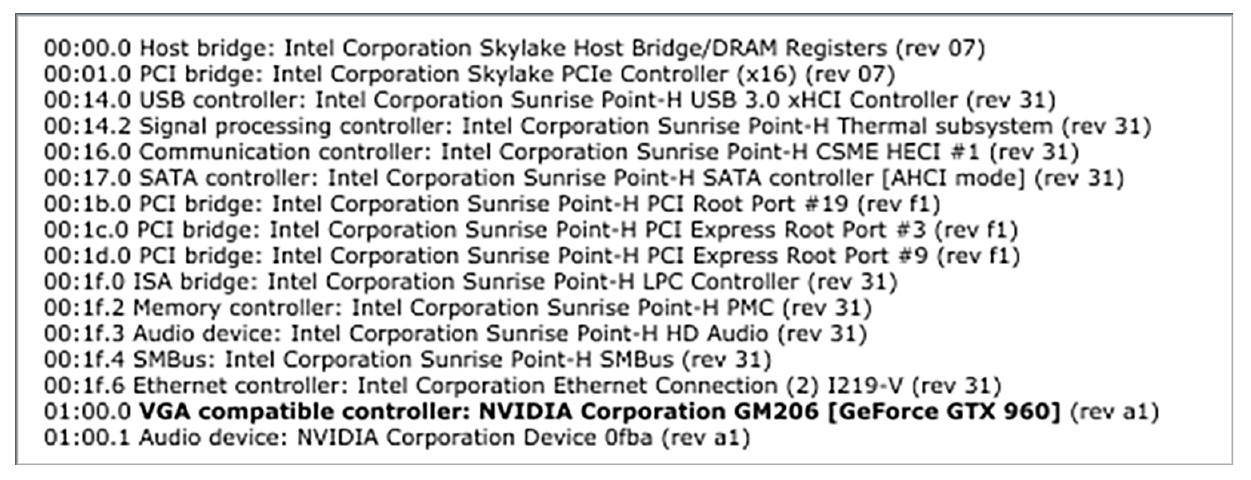 00:00.0 Host bridge: Intel Corporation Skylake Host Bridge/DRAM Registers (rev 07)
00:01.0 PCI bridge: Intel Corporation Skylake PCIe Controller (x16) (rev 07)
00:14.0 USB controller: Intel Corporation Sunrise Point-H USB 3.0 xHCI Controller (rev 31)
00:14.2 Signal processing controller: Intel Corporation Sunrise Point-H Thermal subsystem (rev 31)
00:16.0 Communication controller: Intel Corporation Sunrise Point-H CSME HECI #1 (rev 31)
00:17.0 SATA controller: Intel Corporation Sunrise Point-H SATA controller [AHCI mode] (rev 31)
00:1b.0 PCI bridge: Intel Corporation Sunrise Point-H PCI Root Port #19 (rev f1)
00:1c.0 PCI bridge: Intel Corporation Sunrise Point-H PCI Express Root Port #3 (rev f1)
00:1d.0 PCI bridge: Intel Corporation Sunrise Point-H PCI Express Root Port #9 (rev f1)
00:1f.0 ISA bridge: Intel Corporation Sunrise Point-H LPC Controller (rev 31)
00:1f.2 Memory controller: Intel Corporation Sunrise Point-H PMC (rev 31)
00:1f.3 Audio device: Intel Corporation Sunrise Point-H HD Audio (rev 31)
00:1f.4 SMBus: Intel Corporation Sunrise Point-H SMBus (rev 31)
00:1f.6 Ethernet controller: Intel Corporation Ethernet Connection (2) I219-V (rev 31)
01:00.0 VGA compatible controller: NVIDIA Corporation GM206 [GeForce GTX 960] (rev a1)
01:00.1 Audio device: NVIDIA Corporation Device 0fba (rev a1)